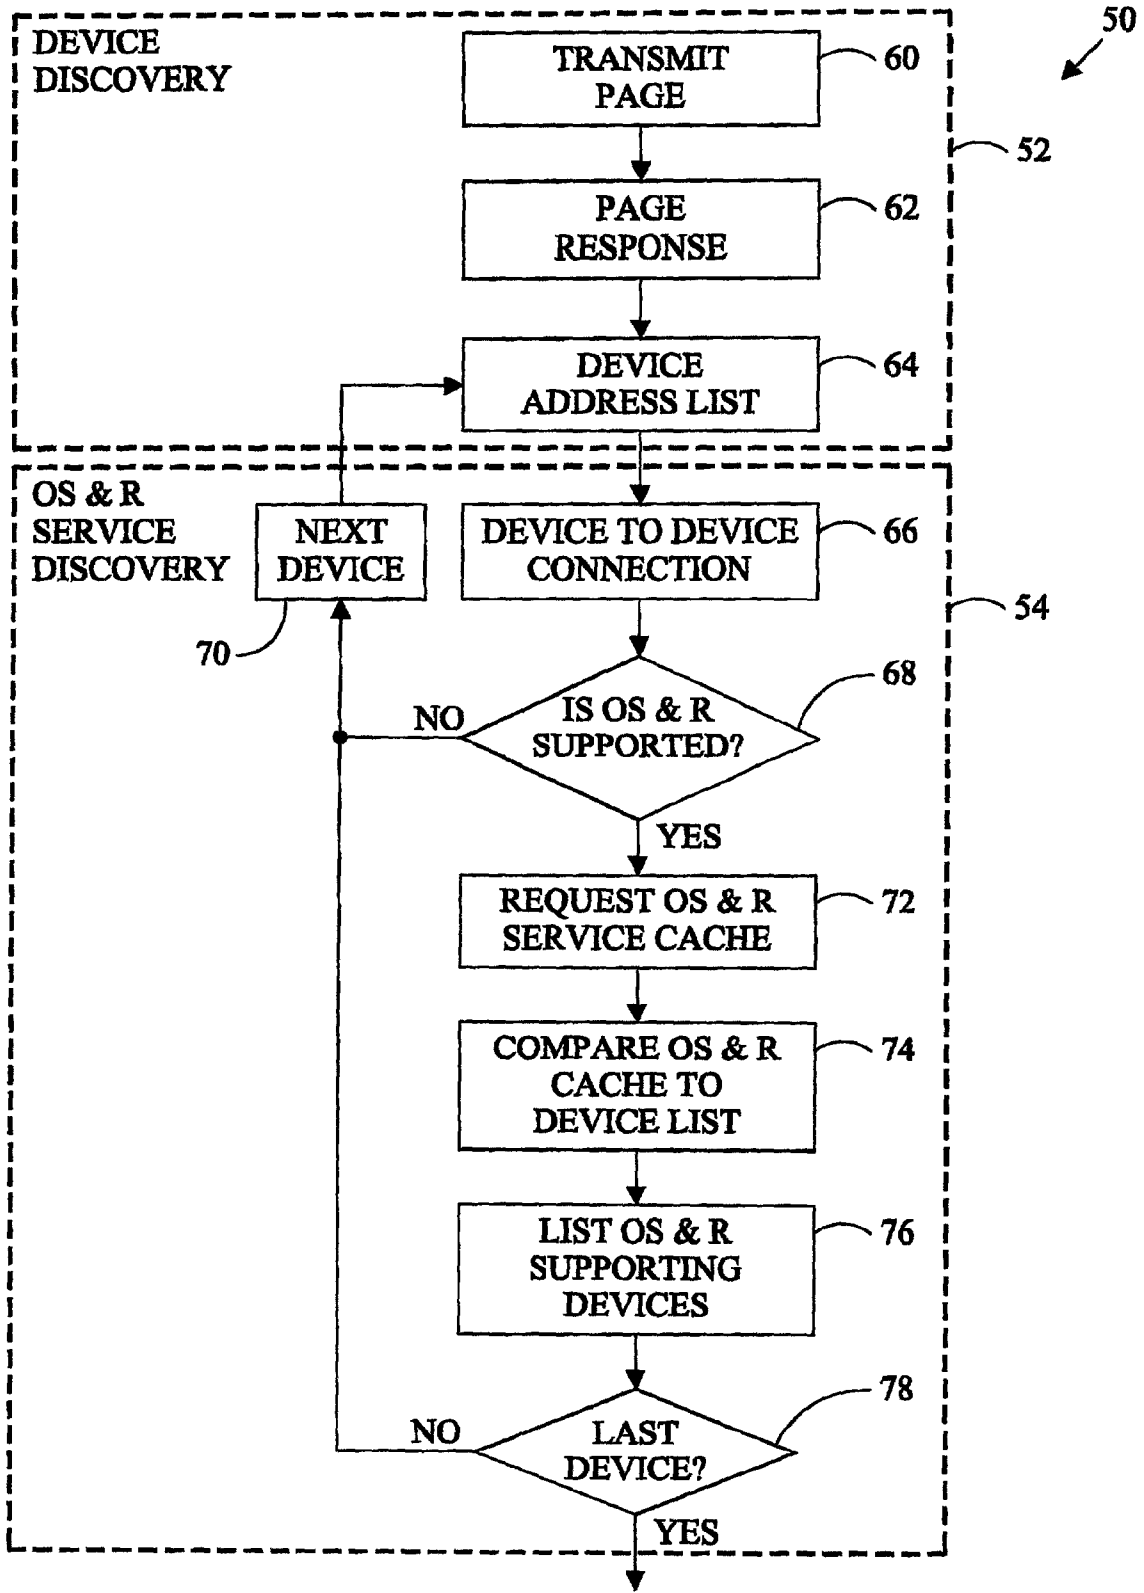 50
DEVICE
DISCOVERY
TRANSMIT
PAGE
60
52
PAGE
RESPONSE
62
DEVICE
ADDRESS LIST
64
OS & R
SERVICE
DISCOVERY
NEXT
DEVICE
70
DEVICE TO DEVICE
CONNECTION
66
54
IS OS & R
SUPPORTED?
68
NO
YES
REQUEST OS & R
SERVICE CACHE
72
COMPARE OS & R
CACHE TO
DEVICE LIST
74
LIST OS & R
SUPPORTING
DEVICES
76
LAST
DEVICE?
78
NO
YES